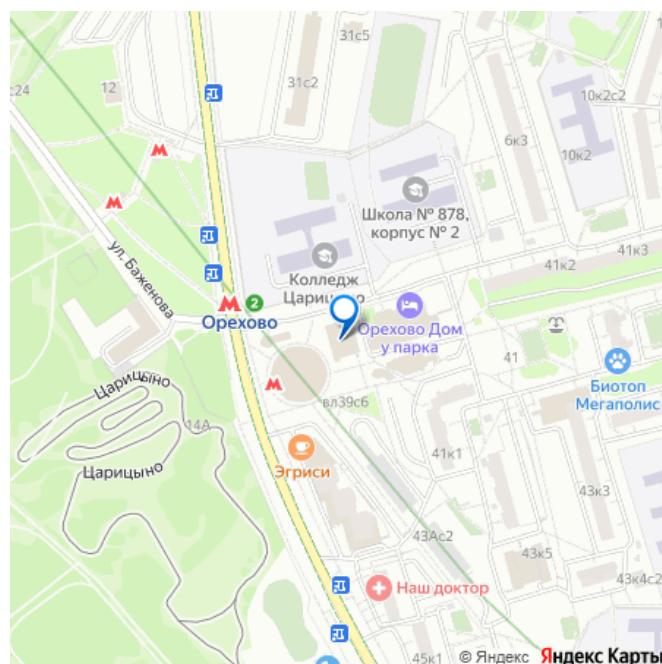 31с5
31с2
с24
12
10к2с2
6к3
10к2
Школа № 878,
корпус № 2
ул. Баженова
Колледж
Царицыно
41к3
41к2
2
Орехово
Орехово Дом
у парка
41
Биотоп
Мегаполис
Царицыно
14А
вл39с6
Царицыно
Эгриси
41к1
43к3
43Ас2
43к5
Наш доктор
43к4с2
45к1
© Яндекс Яндекс Карты